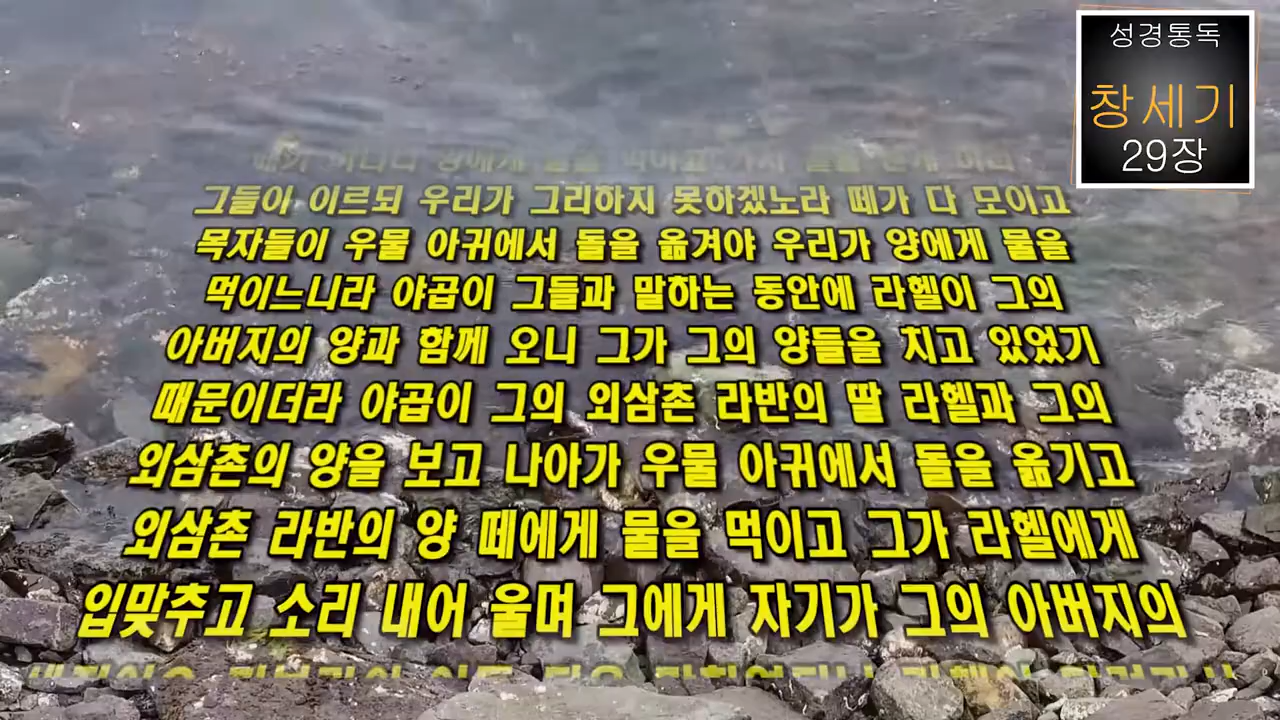 성경통독
창세기
29장
그들이 이르되 우리가 그리하지 못하겠노라 떼가 다 모이고
목자들이 우물 아귀에서 돌을 옮겨야 우리가 양에게 물을
먹이느니라 야곱이 그들과 말하는 동안에 라헬이 그의
아버지의 양과 함께 오니 그가 그의 양들을 치고 있었기
때문이더라 야곱이 그의 외삼촌 라반의 딸 라헬과 그의
외삼촌의 양을 보고 나아가 우물 아귀에서 돌을 옮기고
외삼촌 라반의 양 떼에게 물을 먹이고 그가 라헬에게
입맞추고 소리 내어 울며 그에게 자기가 그의 아버지의